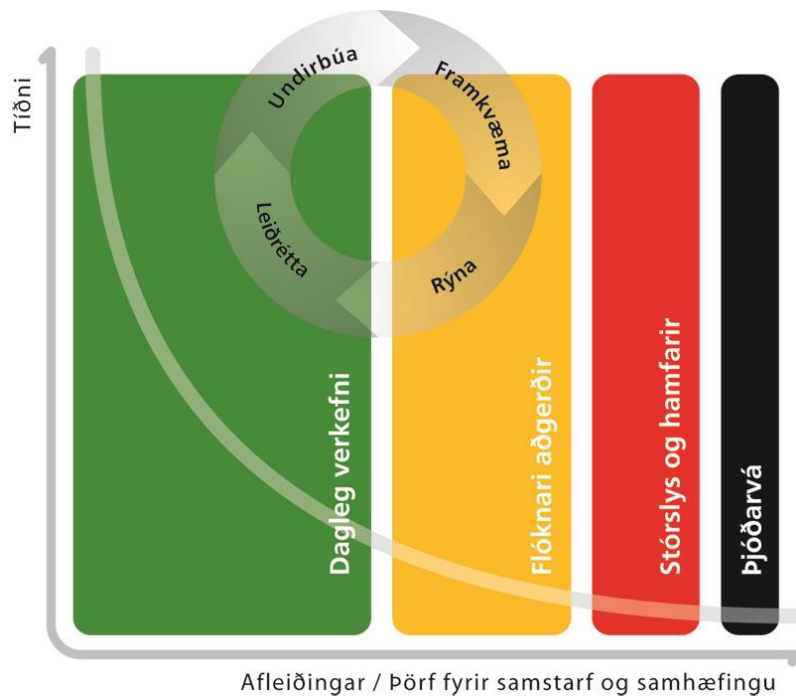 Tíðni
Undirbúa
Framkvæma
Rýna
Leiðrétta
Dagleg verkefni
Flóknari aðgerðir
Stórslys og hamfarir
Þjóðarvá
Afleiðingar / Þörf fyrir samstarf og samhæfingu